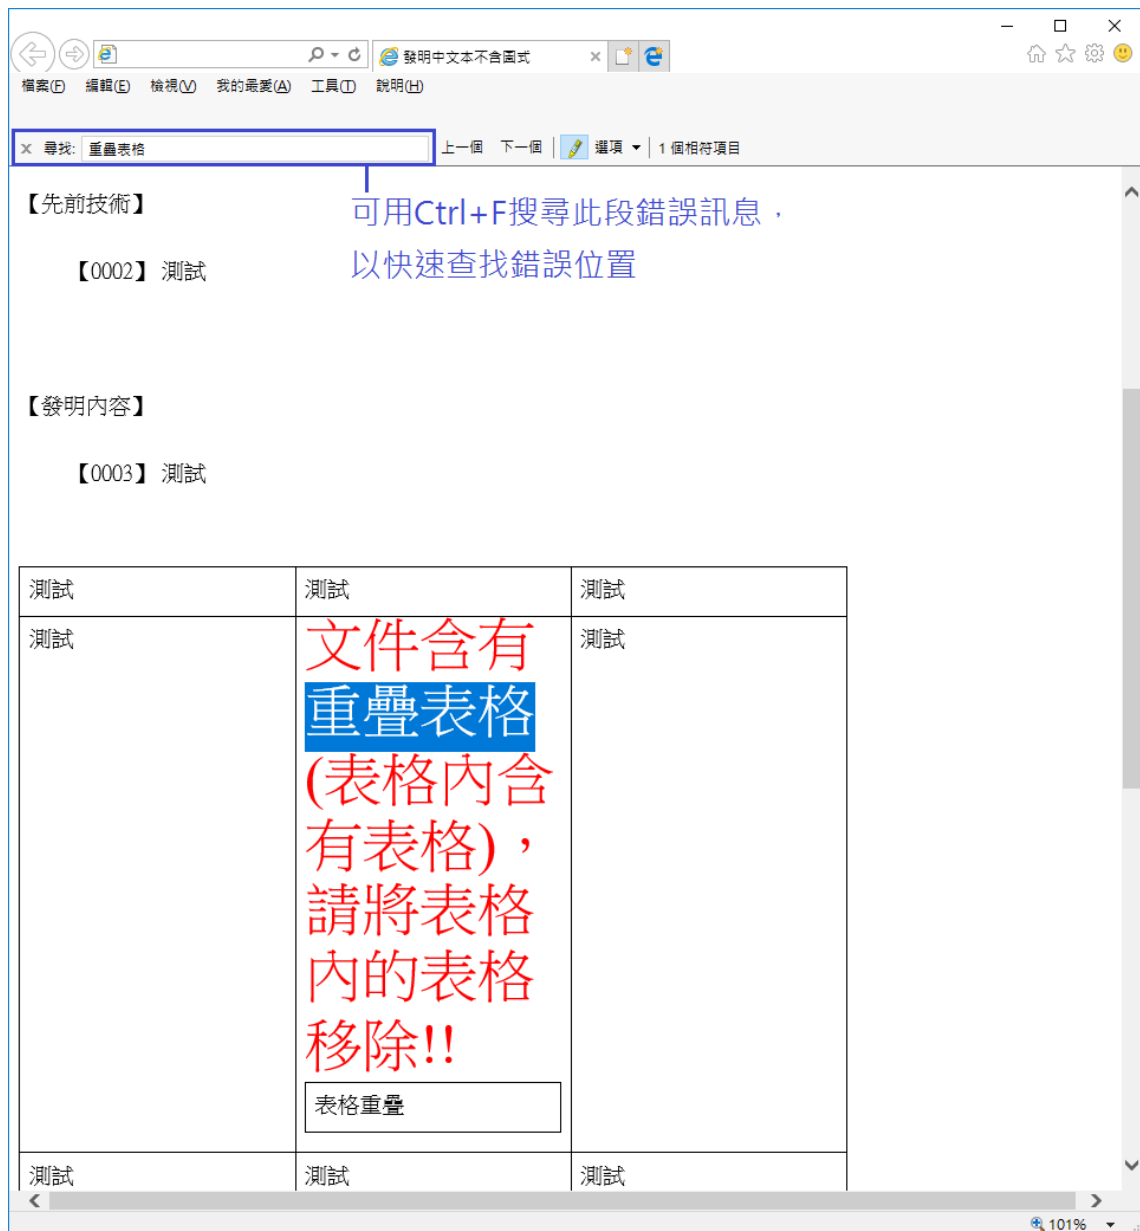 發明中文本不含圖式
檔案(F) 編輯(E) 檢視(V) 我的最愛(A) 工具(T) 說明(H)
x 尋找: 重疊表格 上一個 下一個 選項 1 個相符項目
【先前技術】
可用Ctrl+F搜尋此段錯誤訊息，
以快速查找錯誤位置
【0002】 測試
【發明內容】
【0003】 測試
測試 測試 測試
測試 文件含有 測試
重疊表格
(表格內含
有表格)，
請將表格
內的表格
移除!!
表格重疊
測試 測試 測試
101%